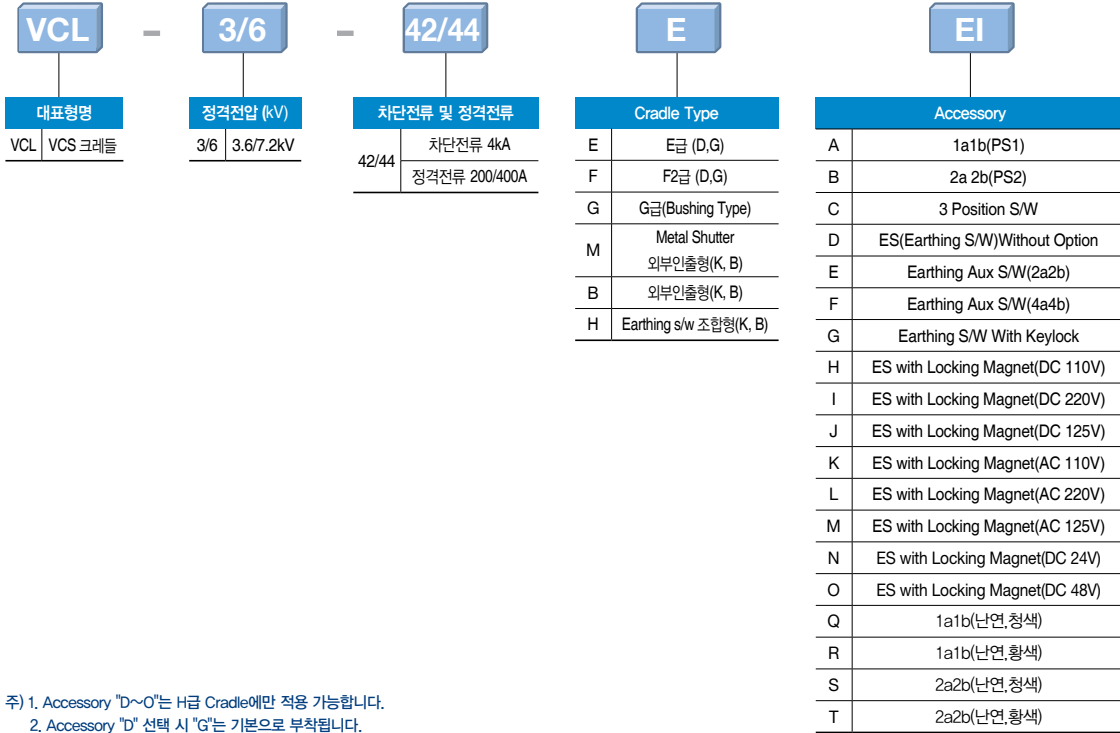 VCL - 3/6 - 42/44 E EI
대표형명
VCL VCS 크레들
정격전압 (kV)
3/6 3.6/7.2kV
차단전류 및 정격전류
42/44 차단전류 4kA
정격전류 200/400A
Cradle Type
E E급 (D,G)
F F2급 (D,G)
G G급(Bushing Type)
M Metal Shutter
외부인출형(K, B)
B 외부인출형(K, B)
H Earthing s/w 조합형(K, B)
Accessory
A 1a1b(PS1)
B 2a 2b(PS2)
C 3 Position S/W
D ES(Earthing S/W)Without Option
E Earthing Aux S/W(2a2b)
F Earthing Aux S/W(4a4b)
G Earthing S/W With Keylock
H ES with Locking Magnet(DC 110V)
I ES with Locking Magnet(DC 220V)
J ES with Locking Magnet(DC 125V)
K ES with Locking Magnet(AC 110V)
L ES with Locking Magnet(AC 220V)
M ES with Locking Magnet(AC 125V)
N ES with Locking Magnet(DC 24V)
O ES with Locking Magnet(DC 48V)
Q 1a1b(난연,청색)
R 1a1b(난연,황색)
S 2a2b(난연,청색)
T 2a2b(난연,황색)
주) 1. Accessory "D~O"는 H급 Cradle에만 적용 가능합니다.
2. Accessory "D" 선택 시 "G"는 기본으로 부착됩니다.